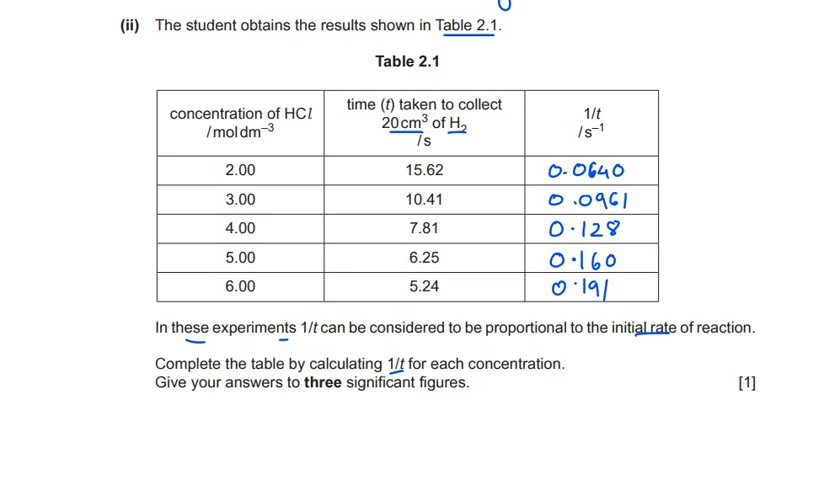 (ii) The student obtains the results shown in Table 2.1.
Table 2.1
concentration of HCl /mol dm⁻³ | time (t) taken to collect 20 cm³ of H₂ /s | 1/t /s⁻¹
2.00 | 15.62 | 0.0640
3.00 | 10.41 | 0.0961
4.00 | 7.81 | 0.128
5.00 | 6.25 | 0.160
6.00 | 5.24 | 0.191
In these experiments 1/t can be considered to be proportional to the initial rate of reaction.
Complete the table by calculating 1/t for each concentration.
Give your answers to three significant figures. [1]